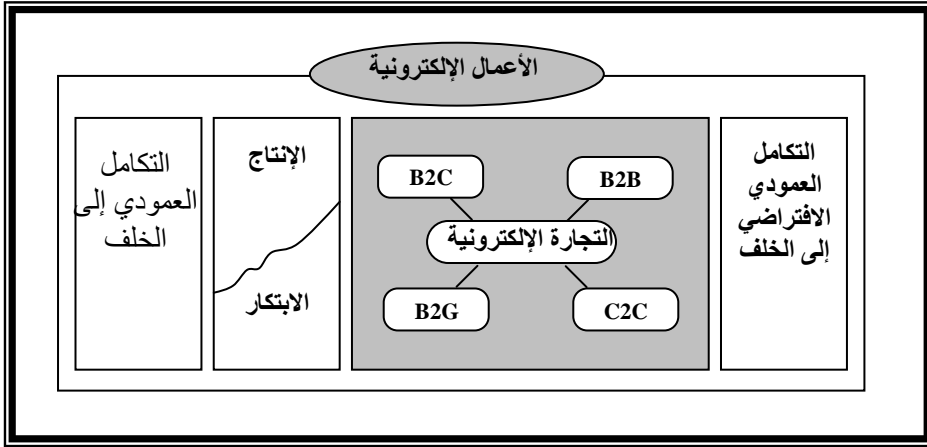 الأعمال الإلكترونية
التكامل
العمودي
الافتراضي
إلى الخلف
B2C
B2B
التجارة الإلكترونية
B2G
C2C
الإنتاج
الابتكار
التكامل
العمودي إلى
الخلف